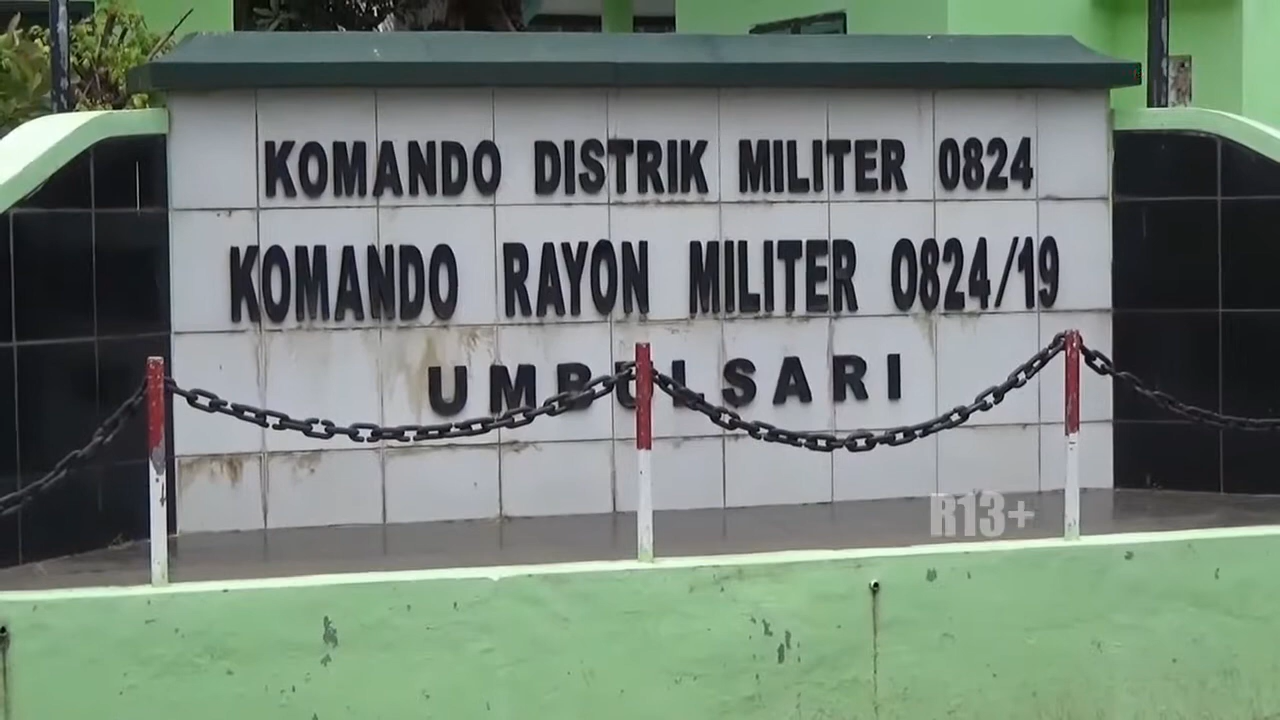 KOMANDO DISTRIK MILITER 0824
KOMANDO RAYON MILITER 0824/19
UMBULSARI
R13+